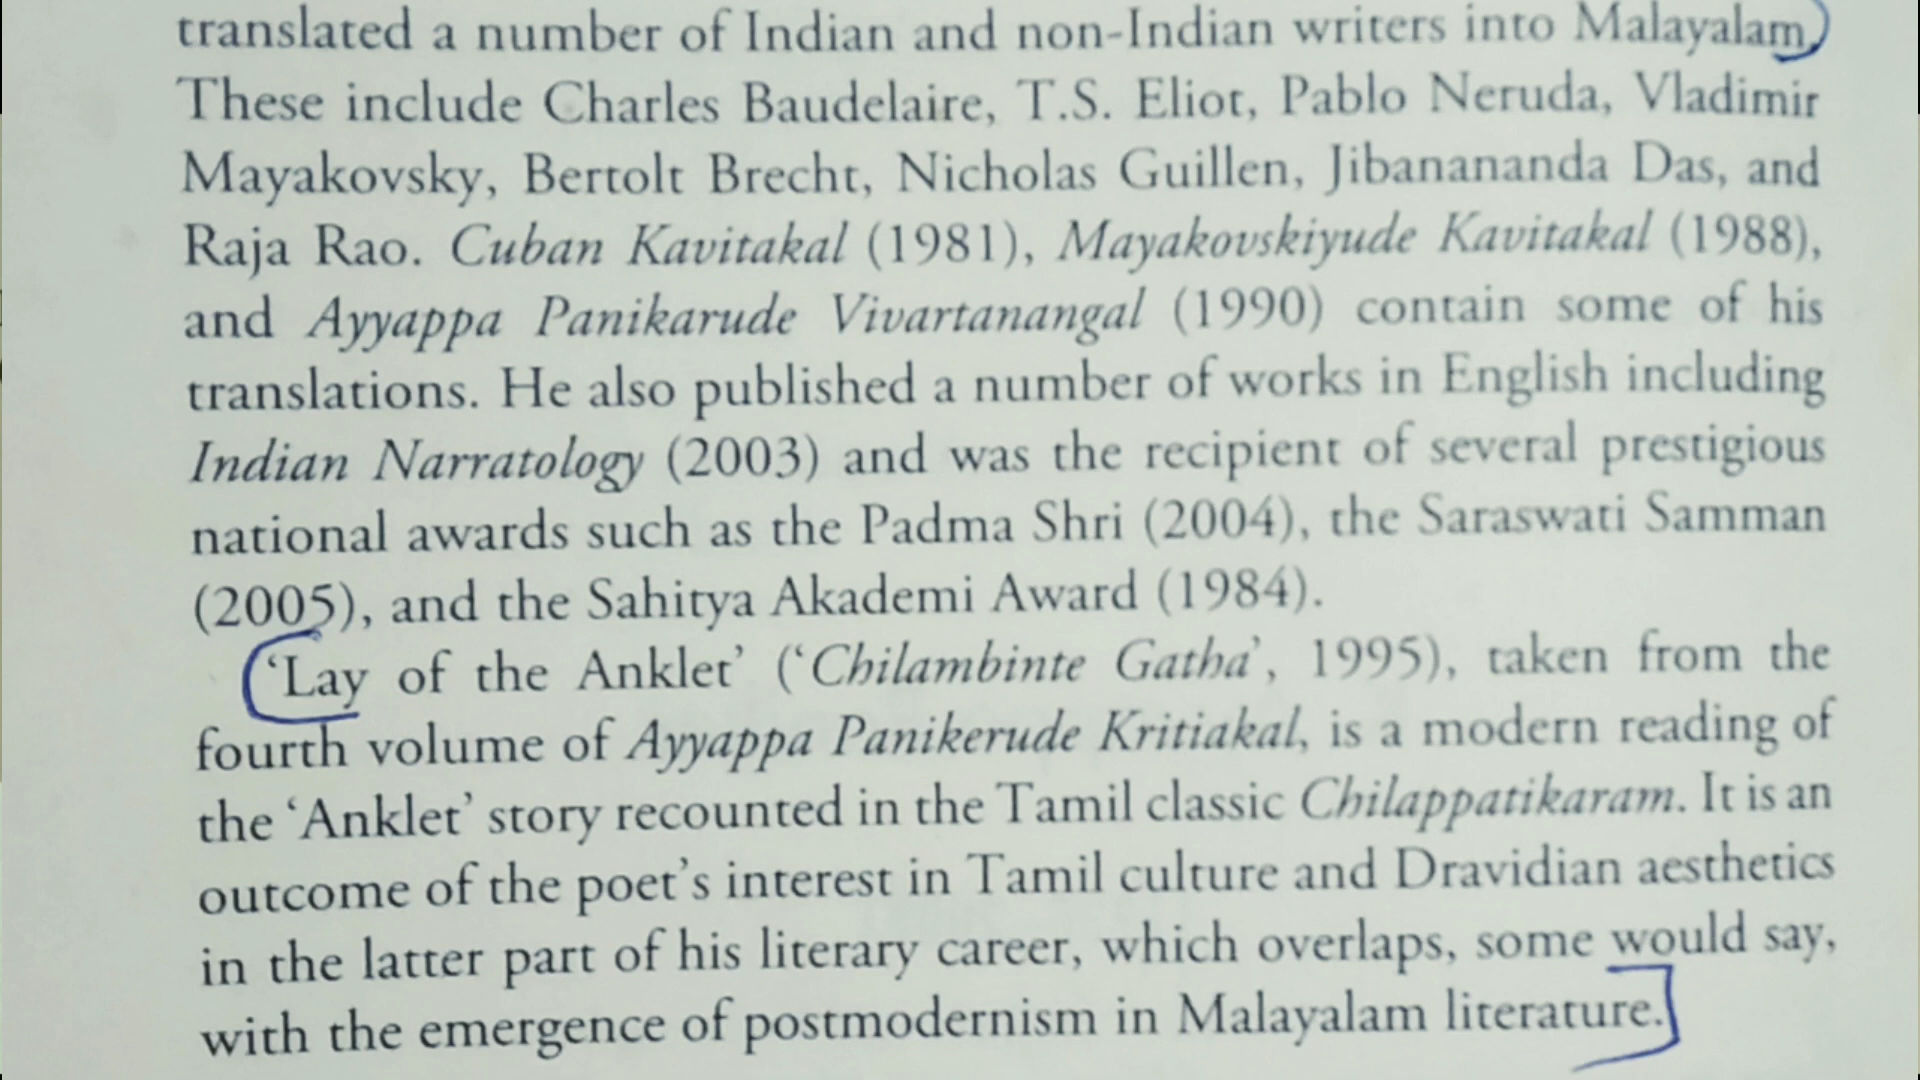 translated a number of Indian and non-Indian writers into Malayalam.
These include Charles Baudelaire, T.S. Eliot, Pablo Neruda, Vladimir
Mayakovsky, Bertolt Brecht, Nicholas Guillen, Jibanananda Das, and
Raja Rao. Cuban Kavitakal (1981), Mayakovskiyude Kavitakal (1988),
and Ayyappa Panikarude Vivartanangal (1990) contain some of his
translations. He also published a number of works in English including
Indian Narratology (2003) and was the recipient of several prestigious
national awards such as the Padma Shri (2004), the Saraswati Samman
(2005), and the Sahitya Akademi Award (1984).
‘Lay of the Anklet’ (‘Chilambinte Gatha’, 1995), taken from the
fourth volume of Ayyappa Panikerude Kritiakal, is a modern reading of
the ‘Anklet’ story recounted in the Tamil classic Chilappatikaram. It is an
outcome of the poet’s interest in Tamil culture and Dravidian aesthetics
in the latter part of his literary career, which overlaps, some would say,
with the emergence of postmodernism in Malayalam literature.